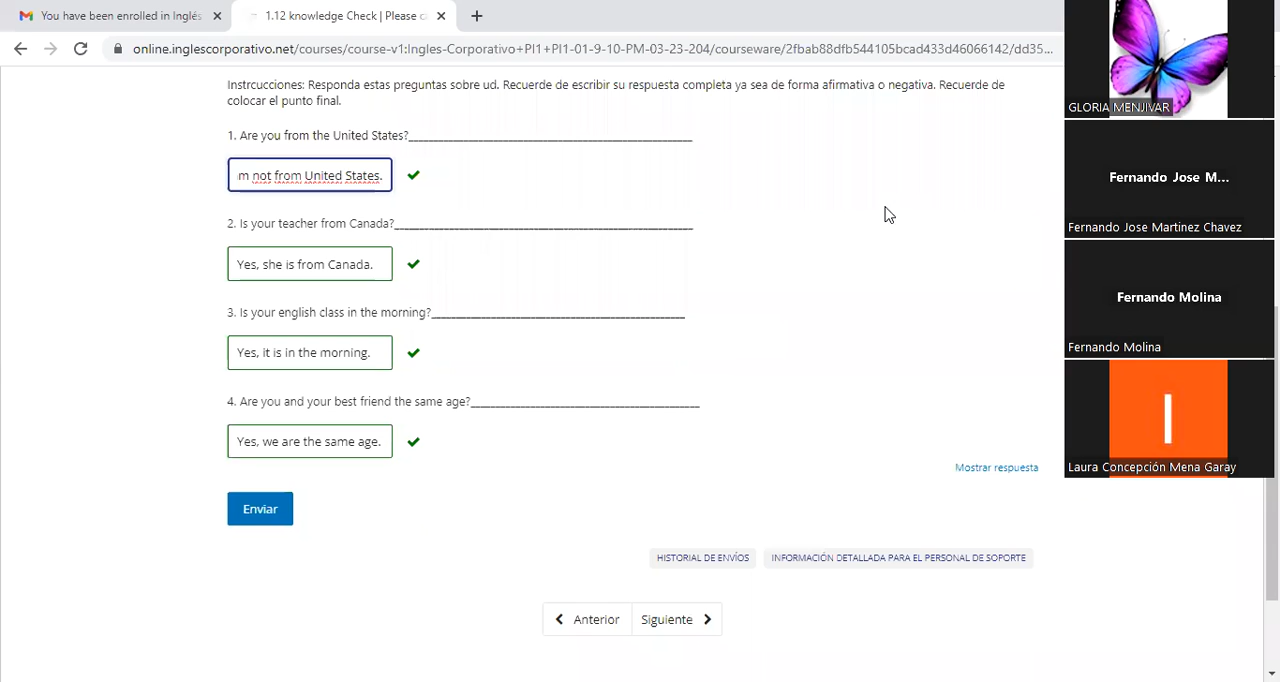 You have been enrolled in Inglés
1.12 knowledge Check | Please c
online.inglescorporativo.net/courses/course-v1:Ingles-Corporativo+PI1+PI1-01-9-10-PM-03-23-204/courseware/2fbab88dfb544105bcad433d46066142/dd35...
Instrucciones: Responda estas preguntas sobre ud. Recuerde de escribir su respuesta completa ya sea de forma afirmativa o negativa. Recuerde de
colocar el punto final.
1. Are you from the United States?
m not from United States.
2. Is your teacher from Canada?
Yes, she is from Canada.
3. Is your english class in the morning?
Yes, it is in the morning.
4. Are you and your best friend the same age?
Yes, we are the same age.
Mostrar respuesta
Enviar
HISTORIAL DE ENVÍOS
INFORMACIÓN DETALLADA PARA EL PERSONAL DE SOPORTE
Anterior
Siguiente
GLORIA MENJIVAR
Fernando Jose M...
Fernando Jose Martinez Chavez
Fernando Molina
Fernando Molina
I
Laura Concepción Mena Garay